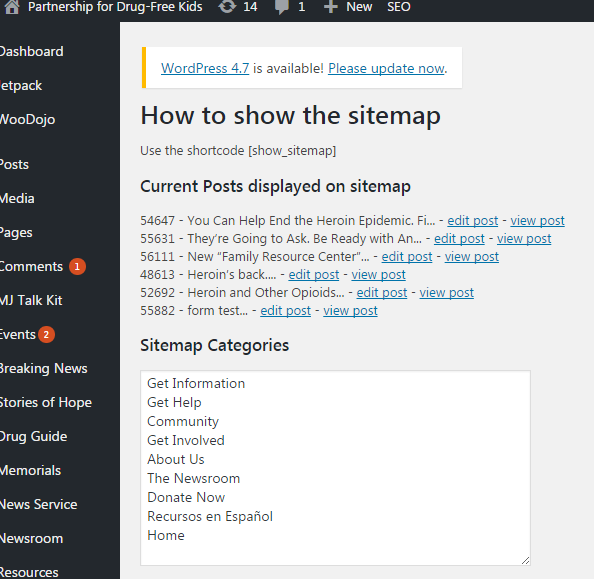 Partnership for Drug-Free Kids 14 1 New SEO
Dashboard
Jetpack
WooDojo
Posts
Media
Pages
Comments 1
MJ Talk Kit
Events 2
Breaking News
Stories of Hope
Drug Guide
Memorials
News Service
Newsroom
Resources
WordPress 4.7 is available! Please update now.
How to show the sitemap
Use the shortcode [show_sitemap]
Current Posts displayed on sitemap
54647 - You Can Help End the Heroin Epidemic. Fi... - edit post - view post
55631 - They're Going to Ask. Be Ready with An... - edit post - view post
56111 - New “Family Resource Center”... - edit post - view post
48613 - Heroin's back.... - edit post - view post
52692 - Heroin and Other Opioids... - edit post - view post
55882 - form test... - edit post - view post
Sitemap Categories
Get Information
Get Help
Community
Get Involved
About Us
The Newsroom
Donate Now
Recursos en Español
Home